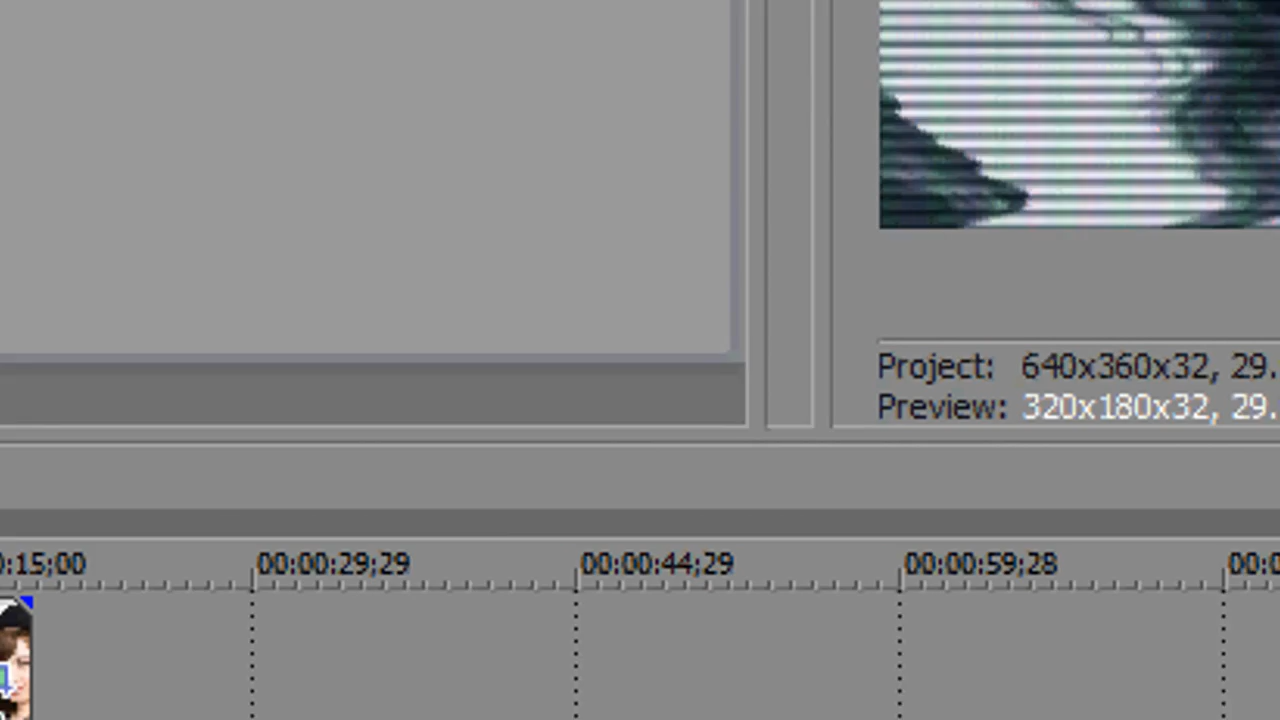 Project: 640x360x32, 29.
Preview: 320x180x32, 29.
:15;00 00:00:29;29 00:00:44;29 00:00:59;28 00:0